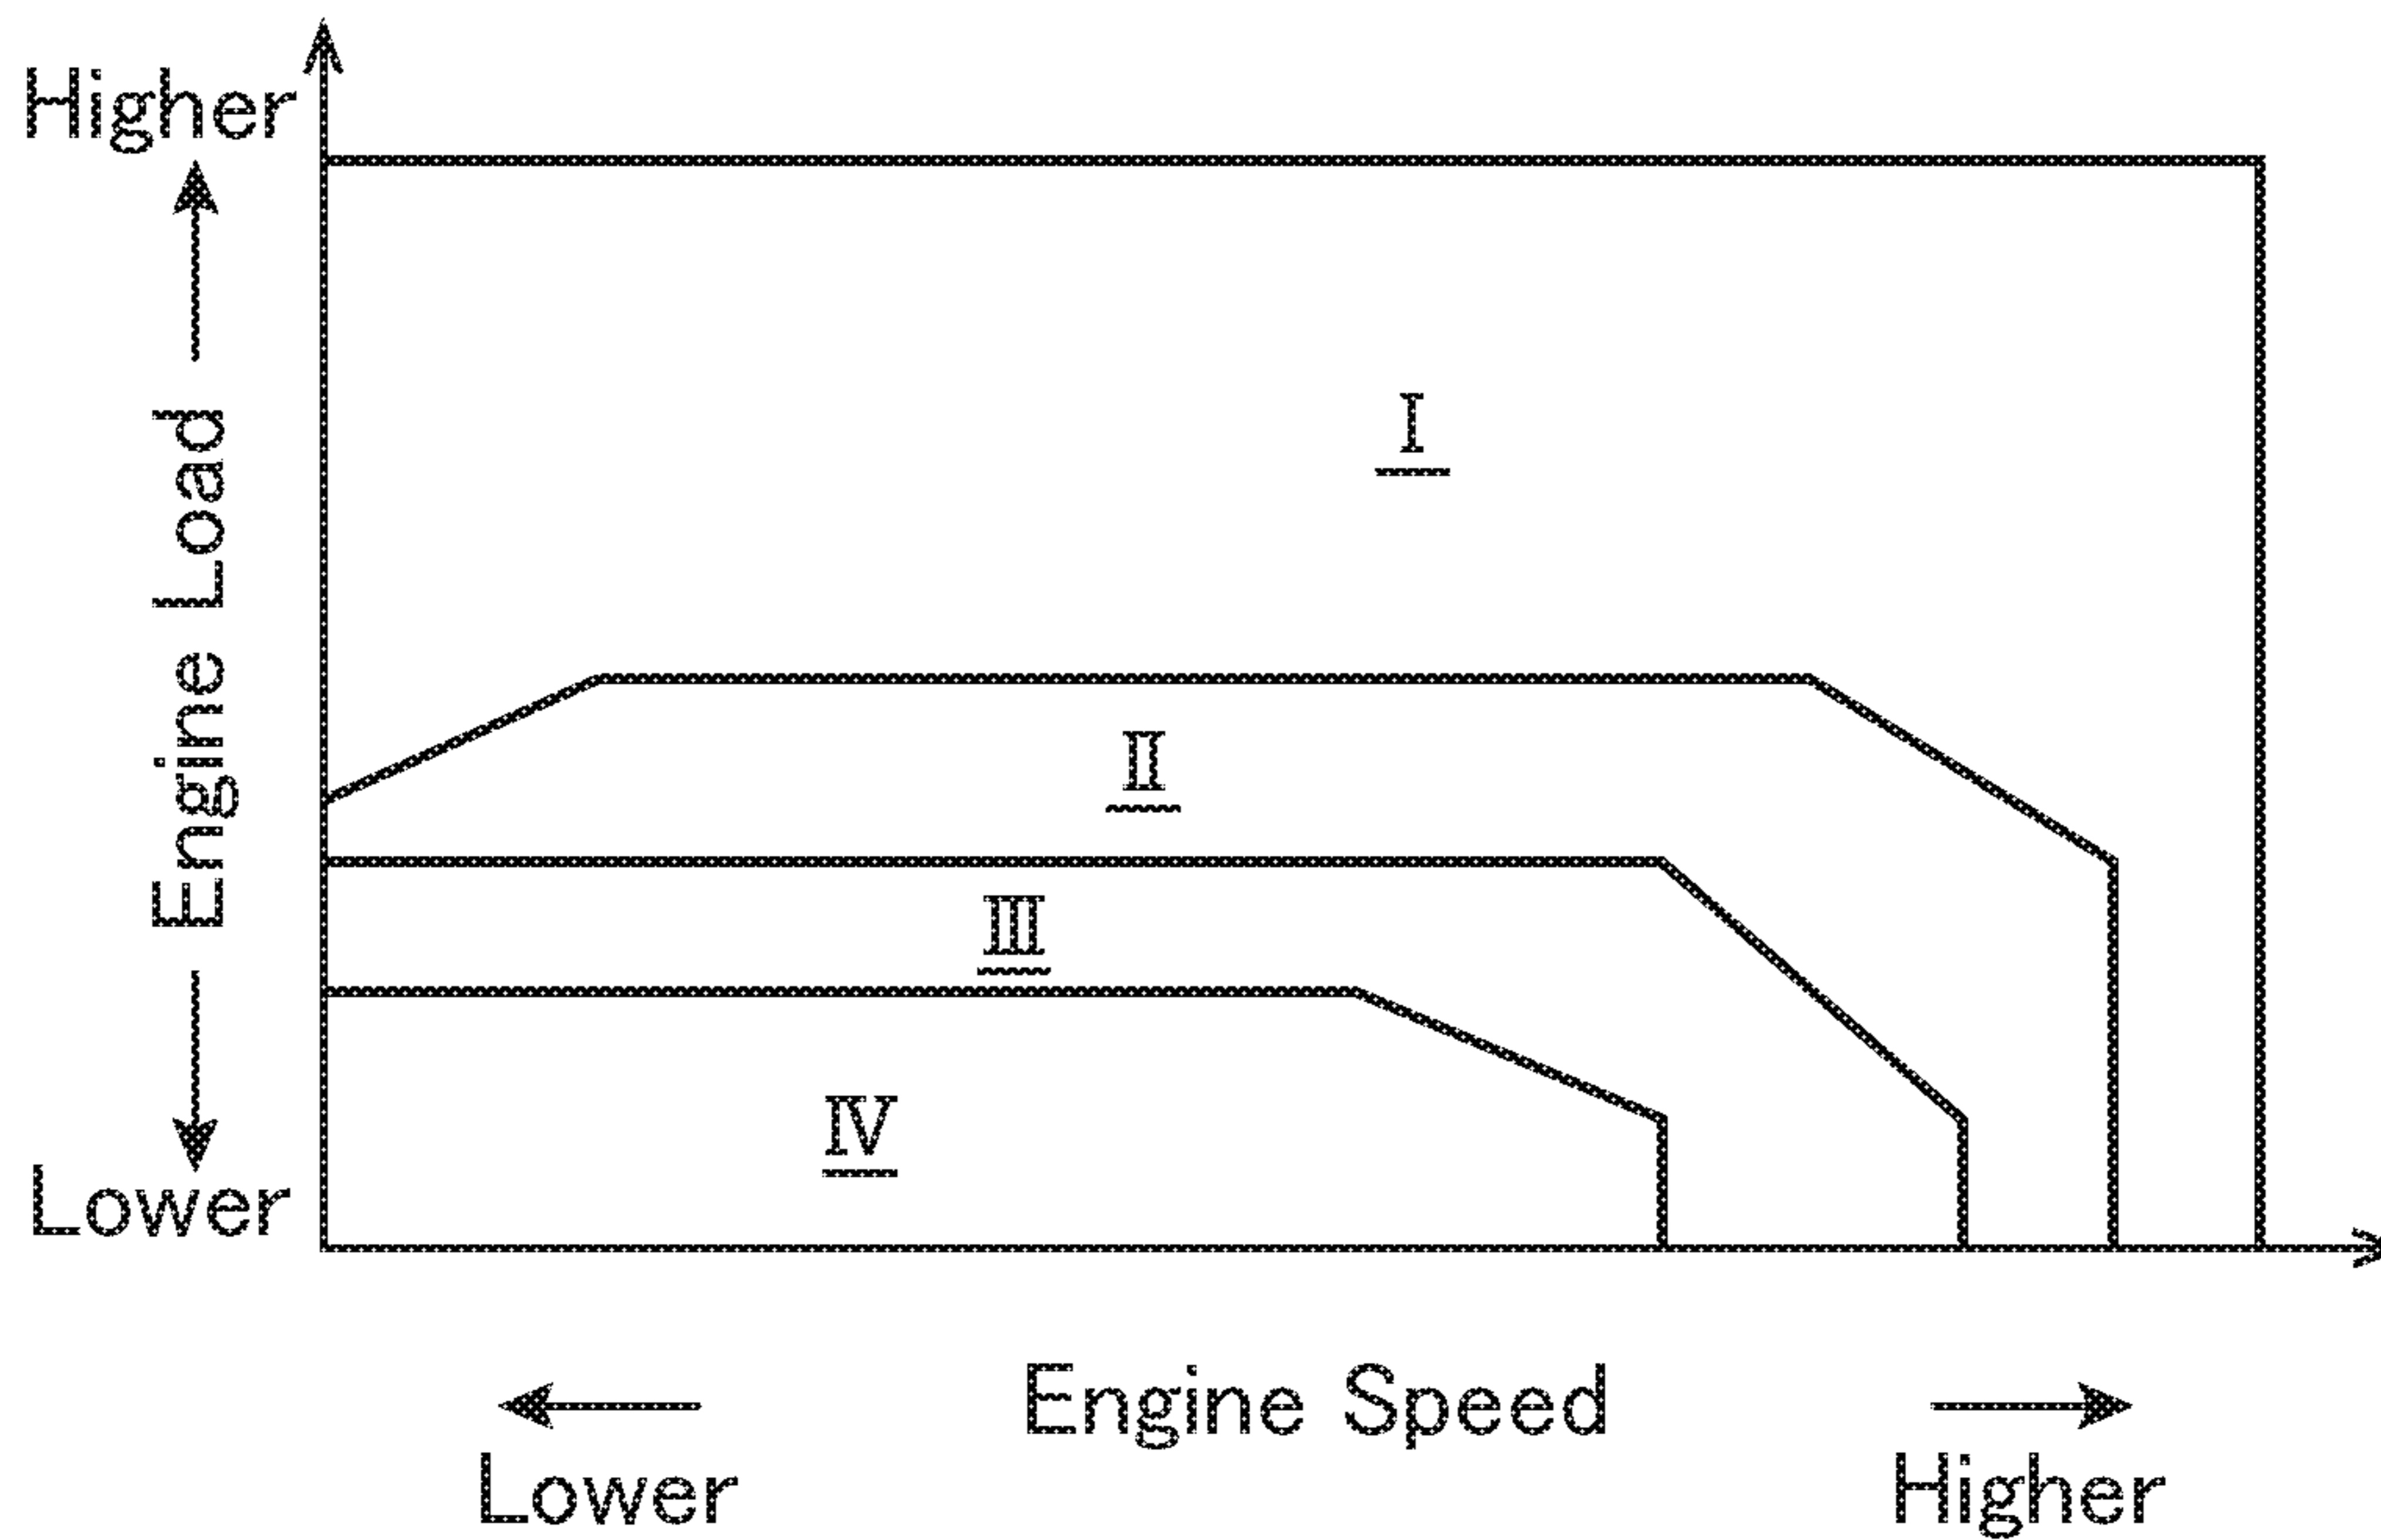 Higher
Engine Load
Lower
Ⅰ
Ⅱ
Ⅲ
Ⅳ
Engine Speed
Lower
Higher